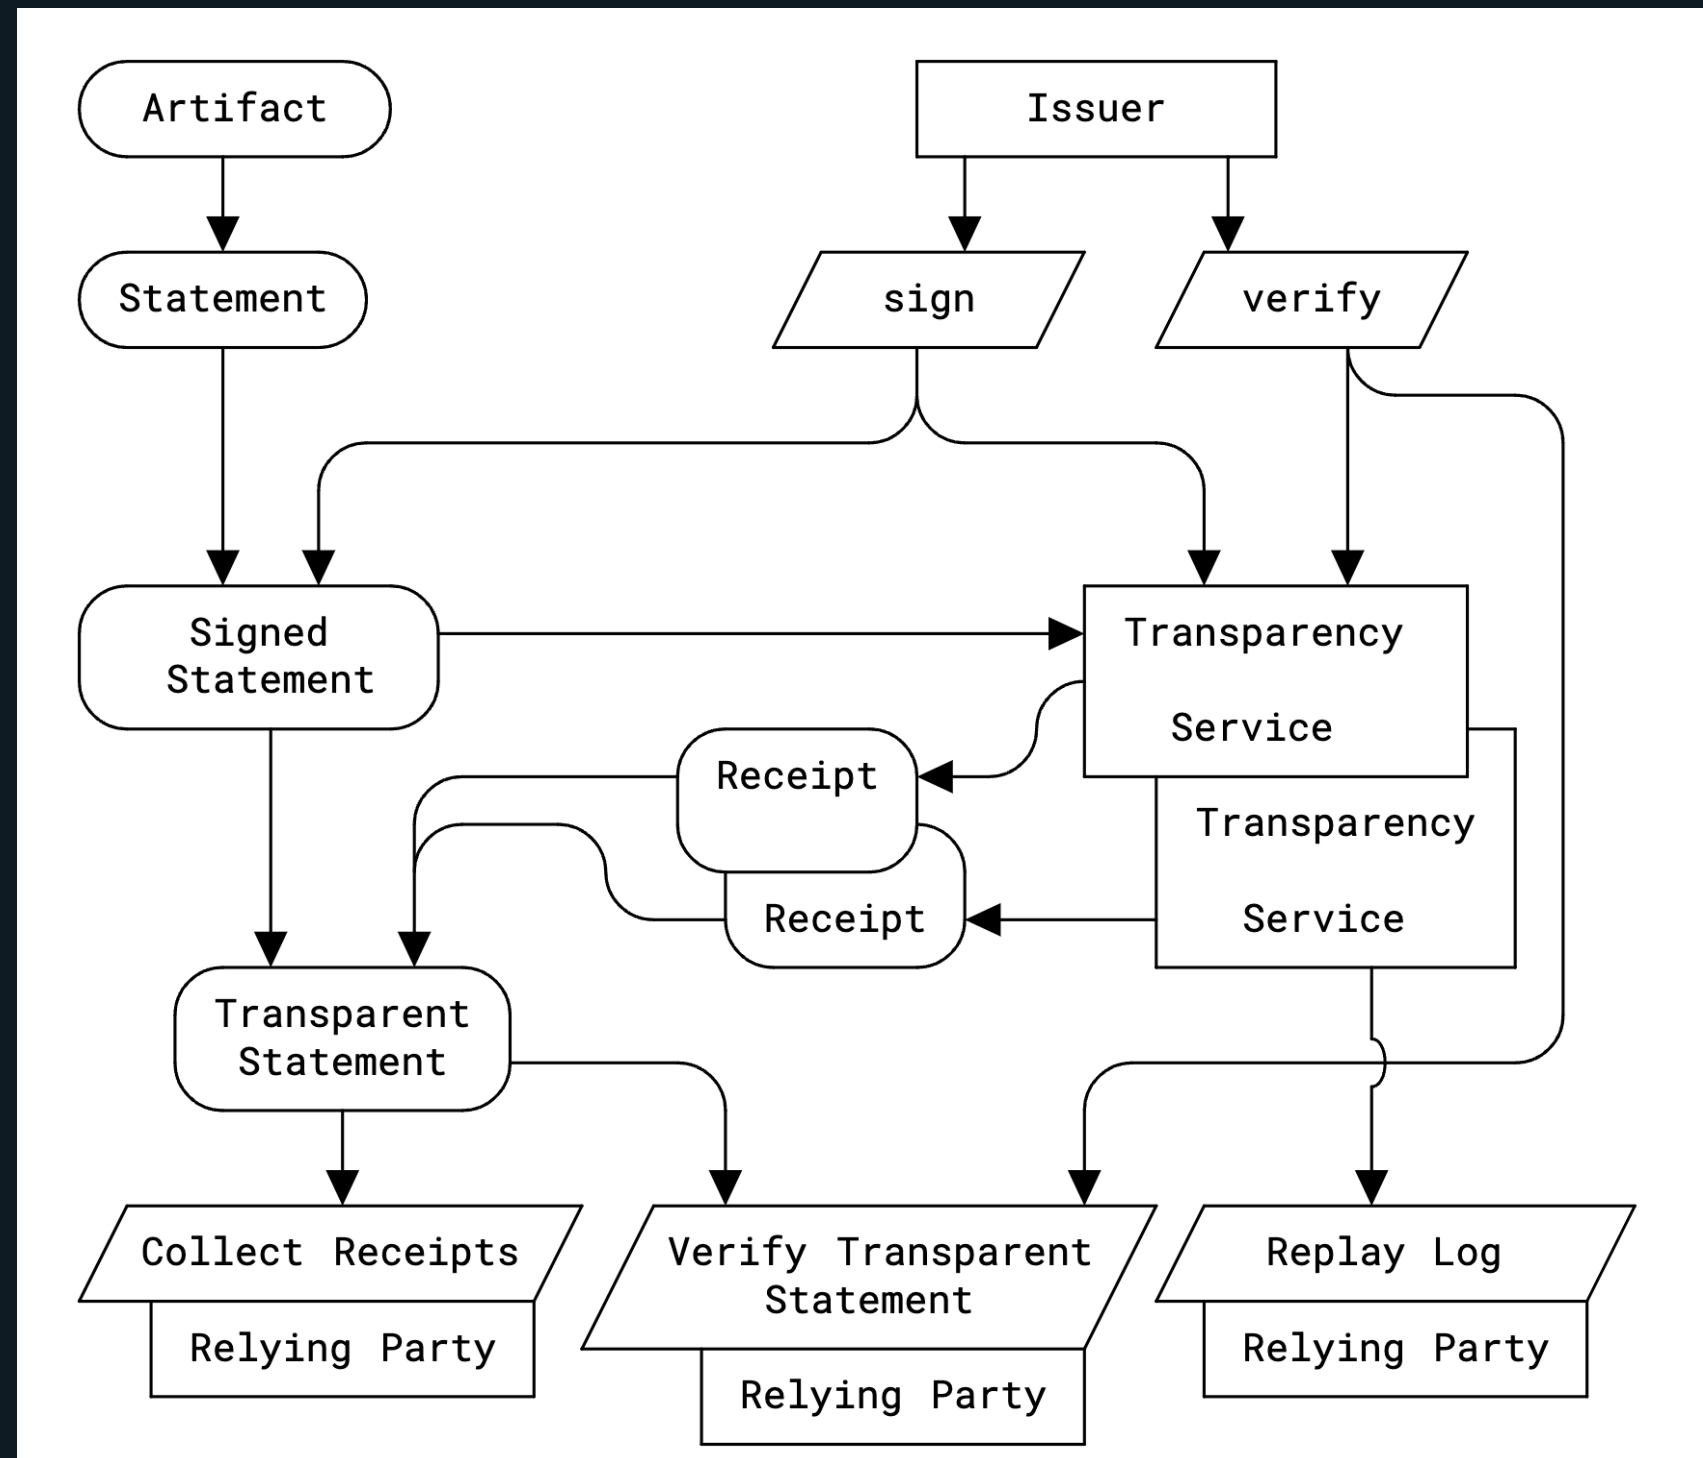 Artifact
Issuer
Statement
sign
verify
Signed
Statement
Transparency
Service
Receipt
Transparency
Service
Receipt
Transparent
Statement
Collect Receipts
Verify Transparent
Statement
Replay Log
Relying Party
Relying Party
Relying Party